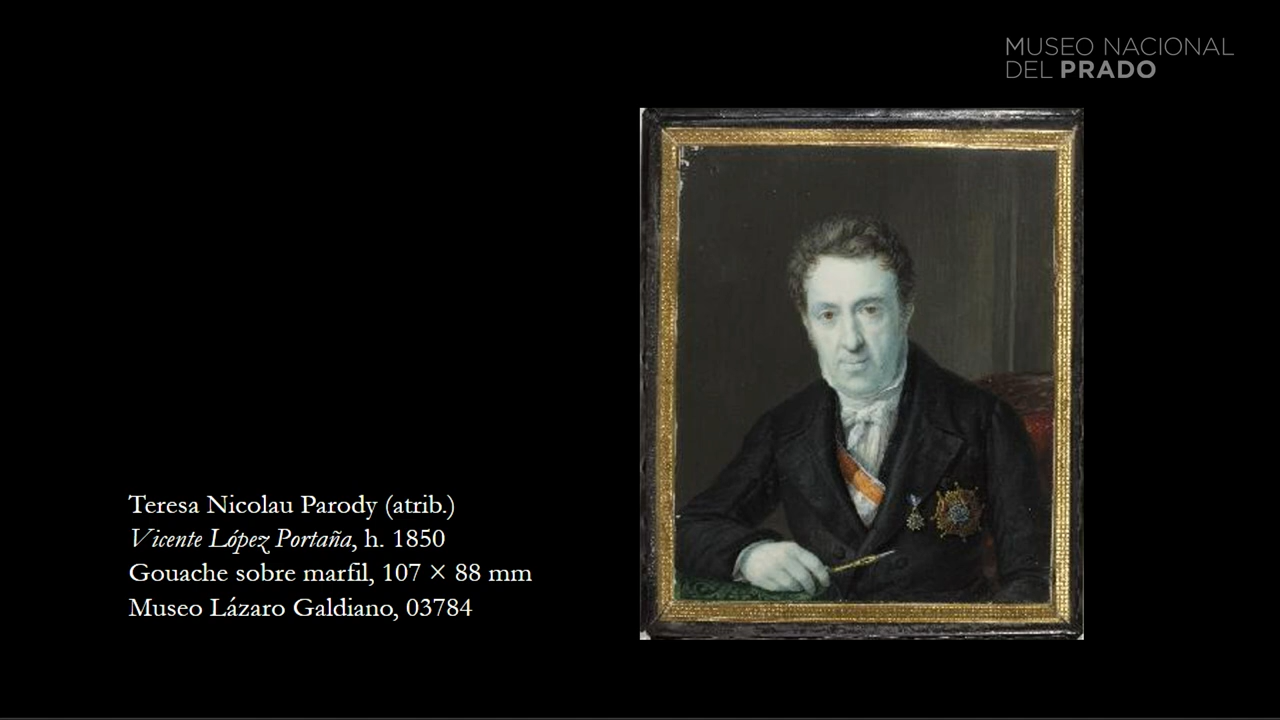 MUSEO NACIONAL
DEL PRADO
Teresa Nicolau Parody (atrib.)
Vicente López Portaña, h. 1850
Gouache sobre marfil, 107 × 88 mm
Museo Lázaro Galdiano, 03784